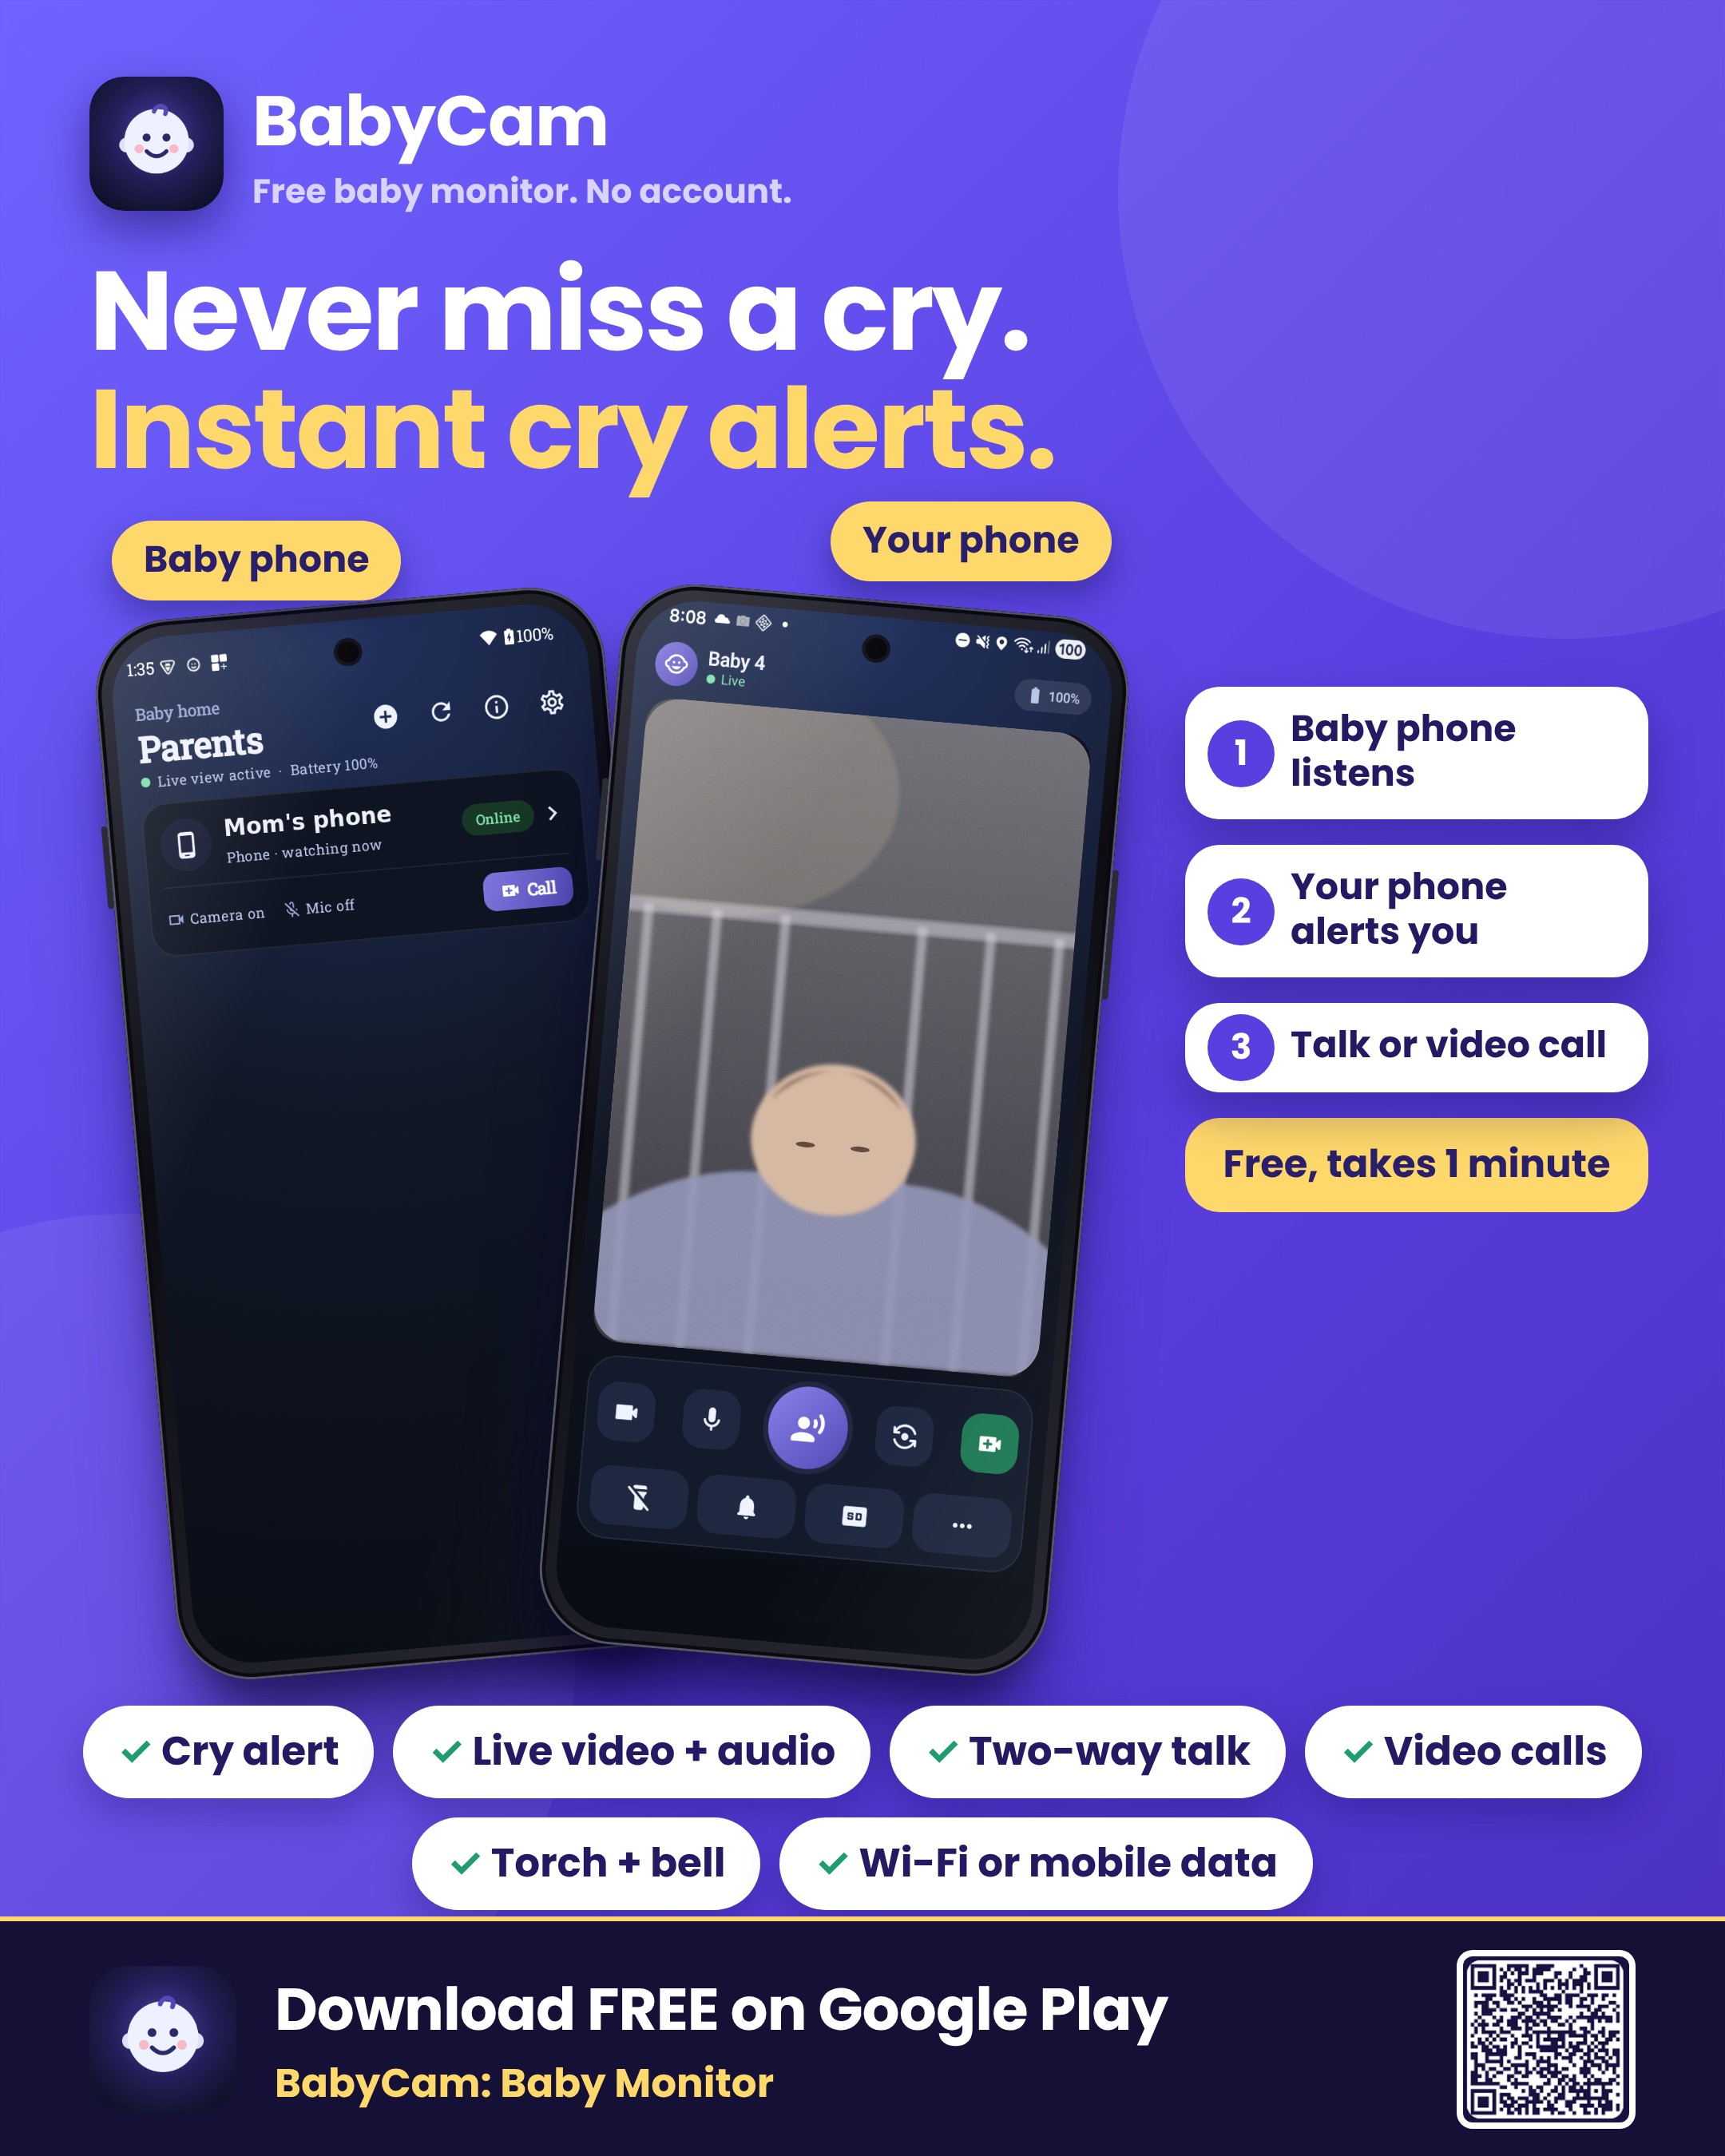 BabyCam
Free baby monitor. No account.
Never miss a cry.
Instant cry alerts.
Baby phone
Your phone
1:35
100%
Baby home
Parents
Live view active · Battery 100%
Mom's phone
Phone · watching now
Online
Camera on
Mic off
Call
8:08
100
Baby 4
Live
100%
SD
1 Baby phone
listens
2 Your phone
alerts you
3 Talk or video call
Free, takes 1 minute
Cry alert
Live video + audio
Two-way talk
Video calls
Torch + bell
Wi-Fi or mobile data
Download FREE on Google Play
BabyCam: Baby Monitor